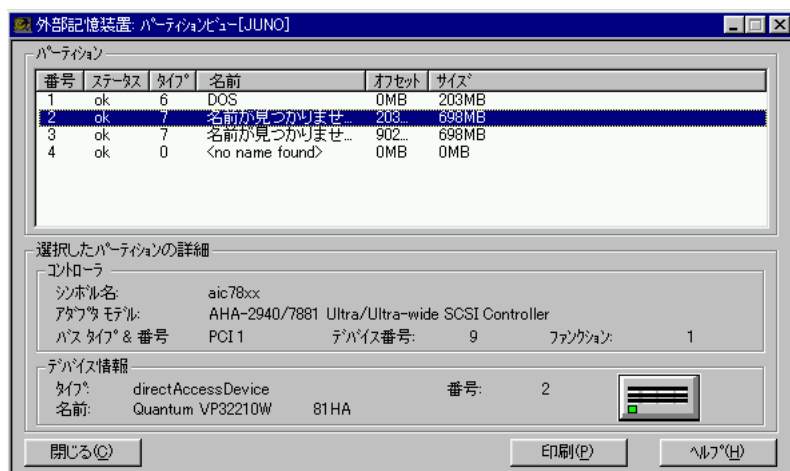 外部記憶装置: パーティションビュー[JUNO]
パーティション
番号 ステータス タイプ 名前 オフセット サイズ
1 ok 6 DOS 0MB 203MB
2 ok 7 名前が見つかりませ... 203... 698MB
3 ok 7 名前が見つかりませ... 902... 698MB
4 ok 0 <no name found> 0MB 0MB
選択したパーティションの詳細
コントローラ
シンボル名: aic78xx
アダプタ モデル: AHA-2940/7881 Ultra/Ultra-wide SCSI Controller
バス タイプ & 番号 PCI 1 デバイス番号: 9 ファンクション: 1
デバイス情報
タイプ: directAccessDevice 番号: 2
名前: Quantum VP32210W 81HA
閉じる(C) 印刷(P) ヘルプ(H)